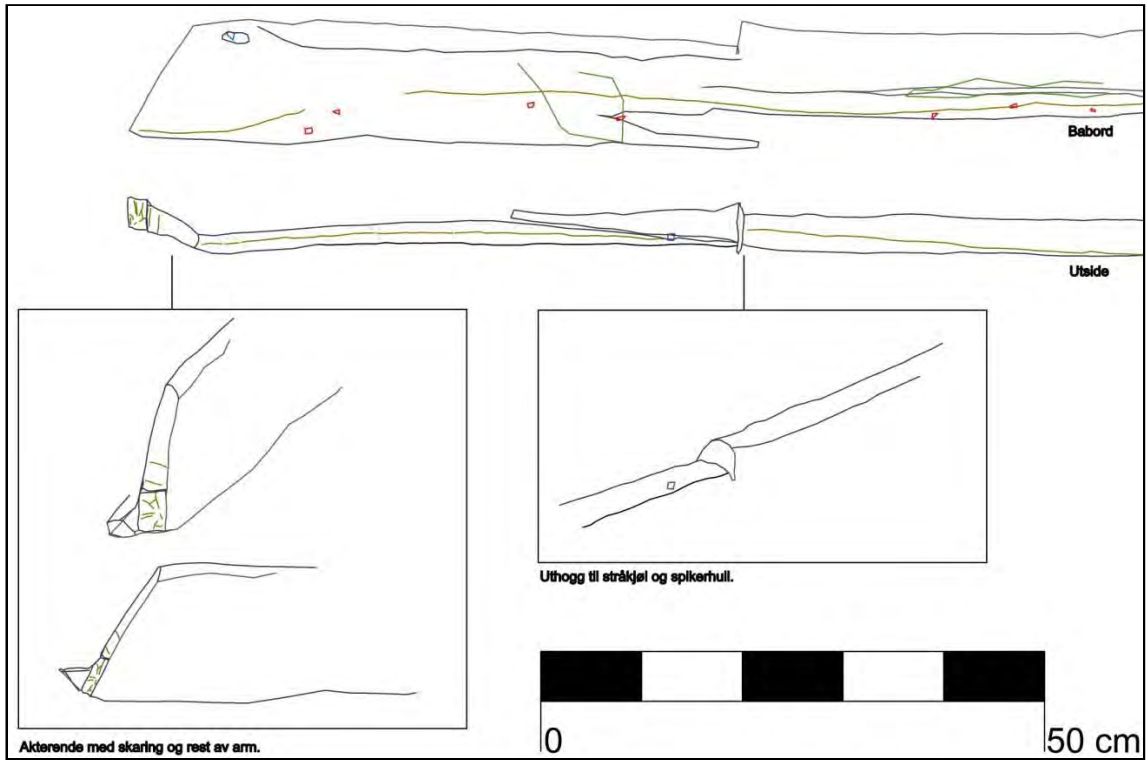 Babord
Utside
Uthogg til stråkjøl og spikerhull.
Akterende med skaring og rest av arm.
0 50 cm